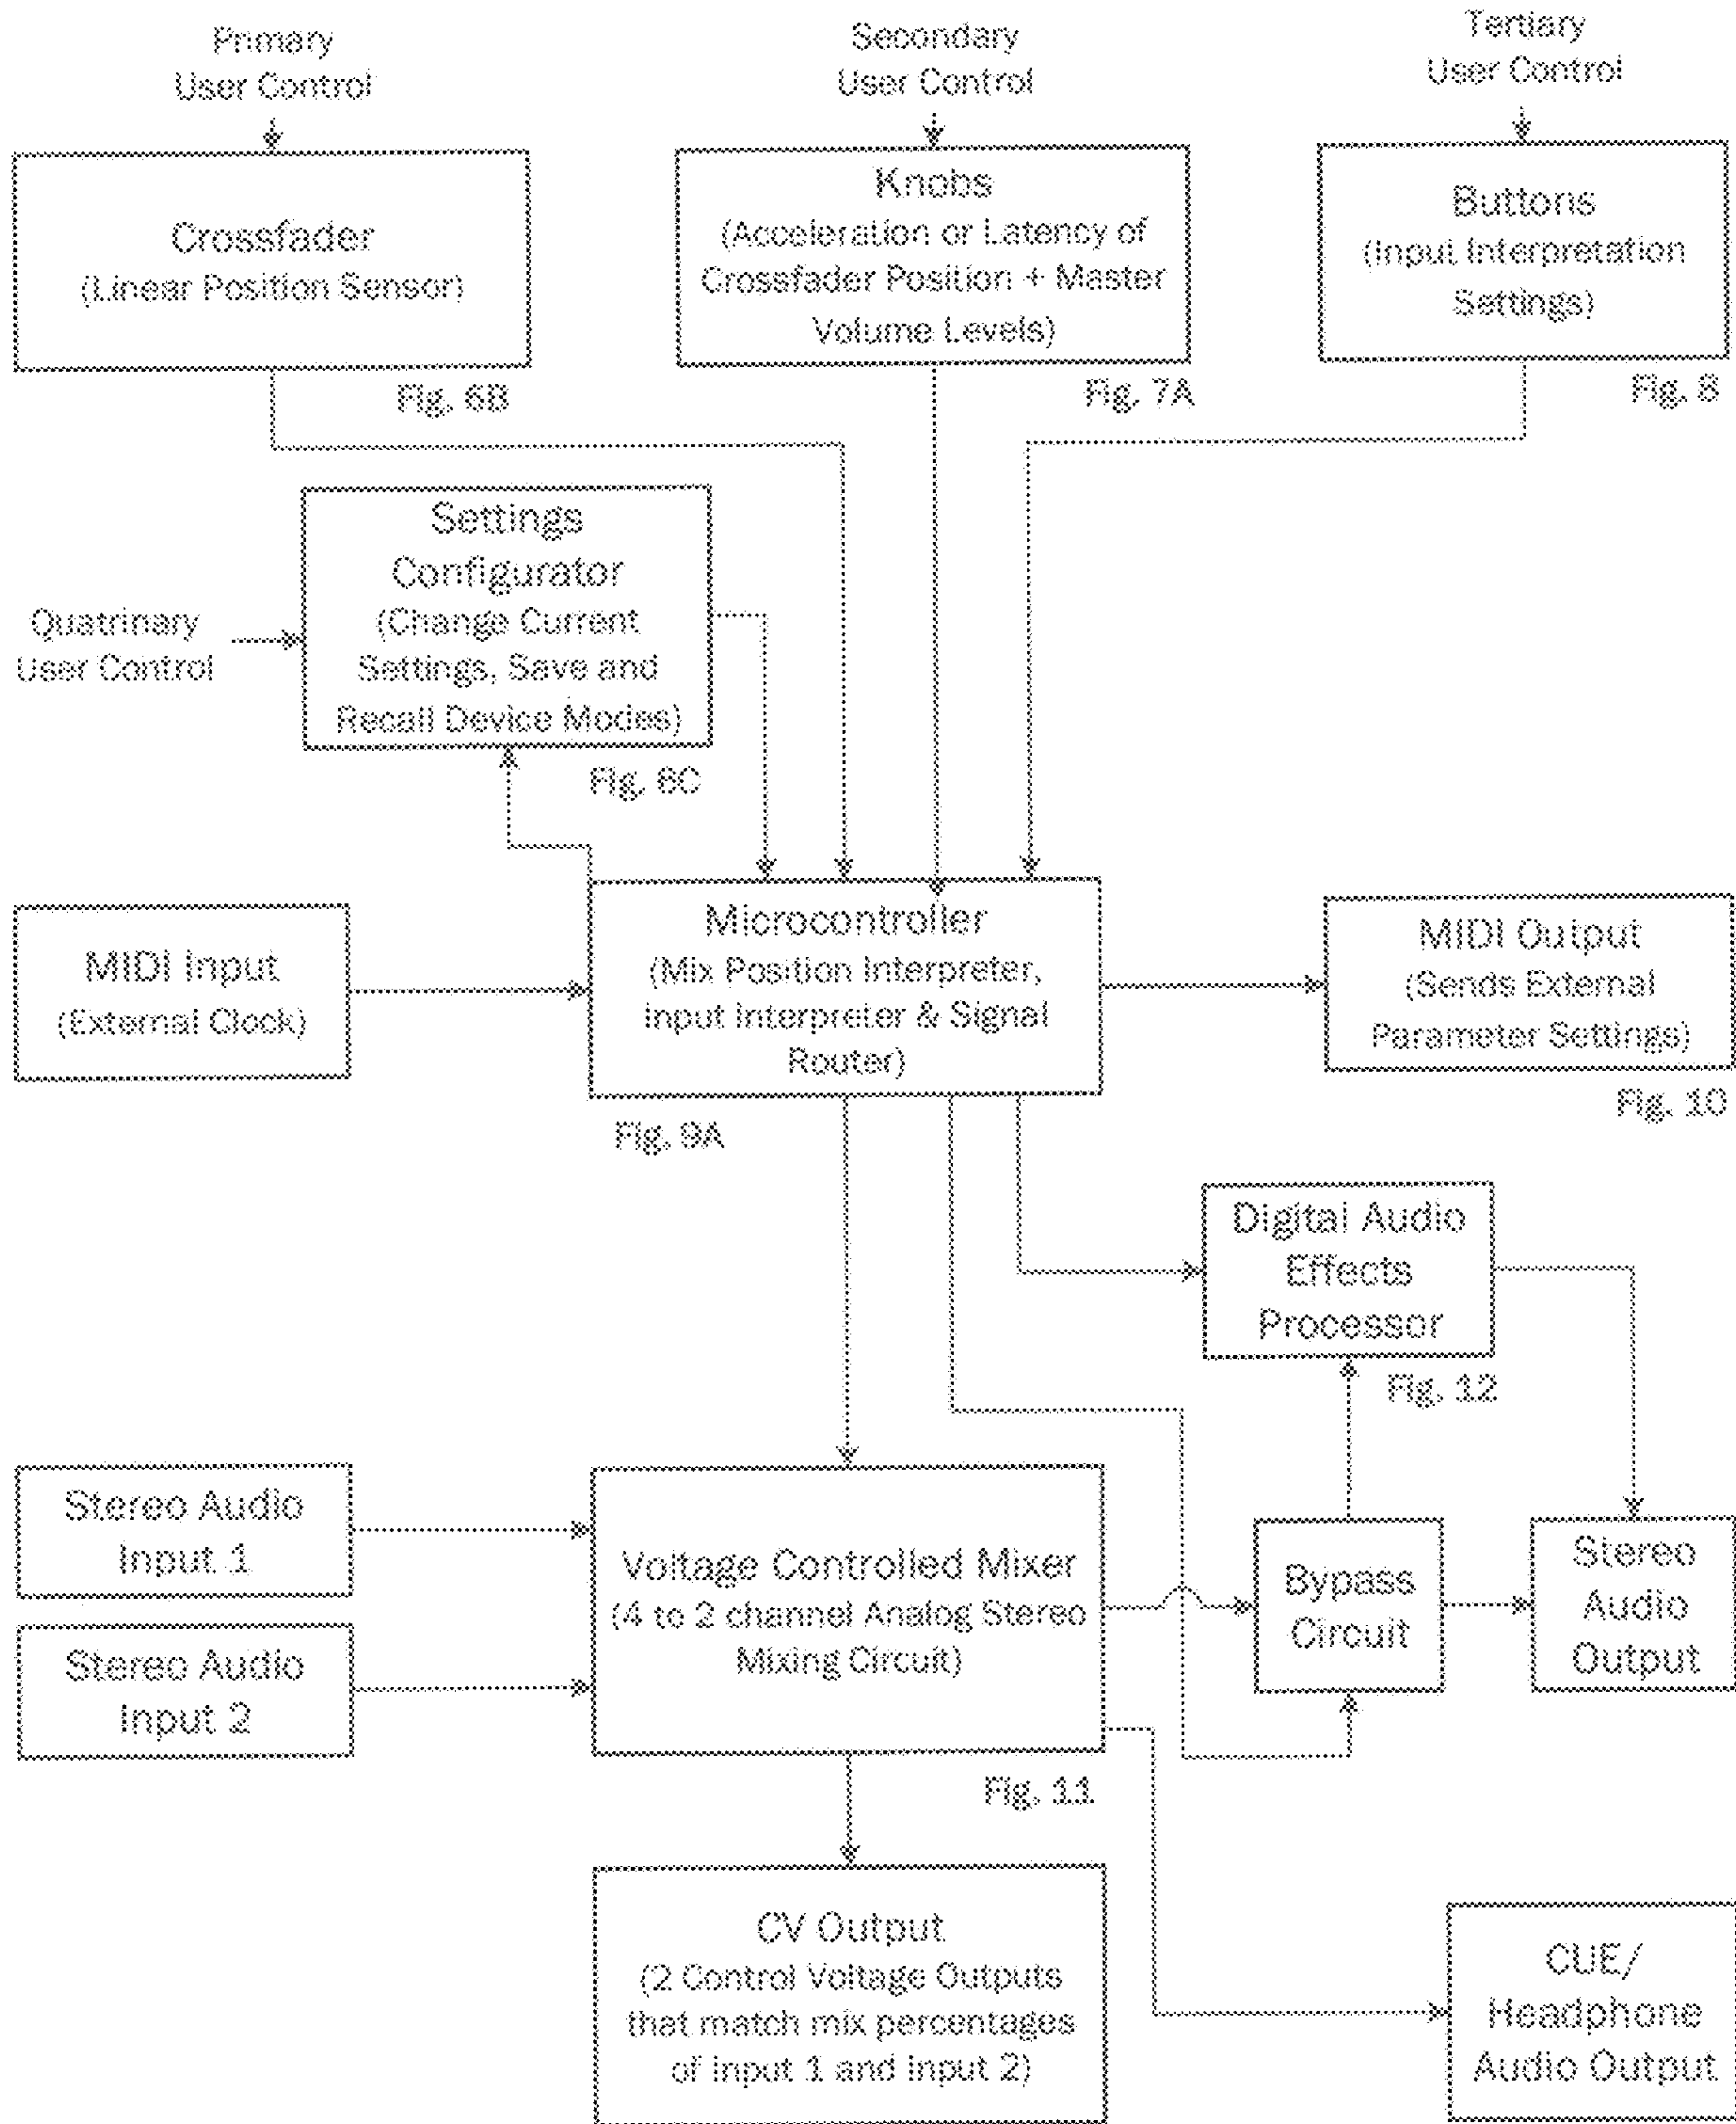 Primary
User Control
Secondary
User Control
Tertiary
User Control
Crossfader
(Linear Position Sensor)
Fig. 6B
Knobs
(Acceleration or Latency of
Crossfader Position + Master
Volume Levels)
Fig. 7A
Buttons
(Input Interpretation
Settings)
Fig. 8
Quatrinary
User Control
Settings
Configurator
(Change Current
Settings, Save and
Recall Device Modes)
Fig. 6C
MIDI Input
(External Clock)
Microcontroller
(Mix Position Interpreter,
Input Interpreter & Signal
Router)
Fig. 9A
MIDI Output
(Sends External
Parameter Settings)
Fig. 10
Digital Audio
Effects
Processor
Fig. 12
Stereo Audio
Input 1
Stereo Audio
Input 2
Voltage Controlled Mixer
(4 to 2 channel Analog Stereo
Mixing Circuit)
Fig. 11
Bypass
Circuit
Stereo
Audio
Output
CV Output
(2 Control Voltage Outputs
that match mix percentages
of Input 1 and Input 2)
CUE/
Headphone
Audio Output